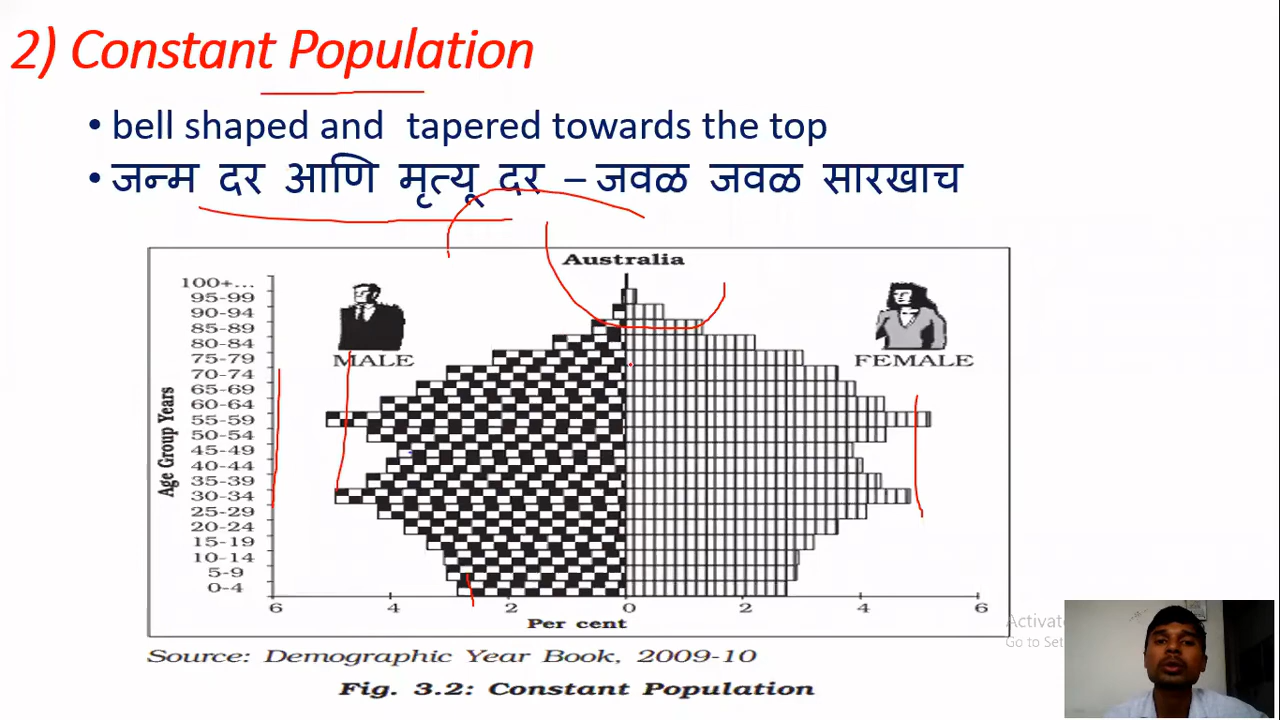 2) Constant Population
• bell shaped and tapered towards the top
• जन्म दर आणि मृत्यू दर – जवळ जवळ सारखाच
Australia
100+...
95-99
90-94
85-89
80-84
75-79
70-74
65-69
60-64
55-59
50-54
45-49
40-44
35-39
30-34
25-29
20-24
15-19
10-14
5-9
0-4
Age Group Years
MALE
FEMALE
6 4 2 0 2 4 6
Per cent
Source: Demographic Year Book, 2009-10
Fig. 3.2: Constant Population
Activat
Go to Set